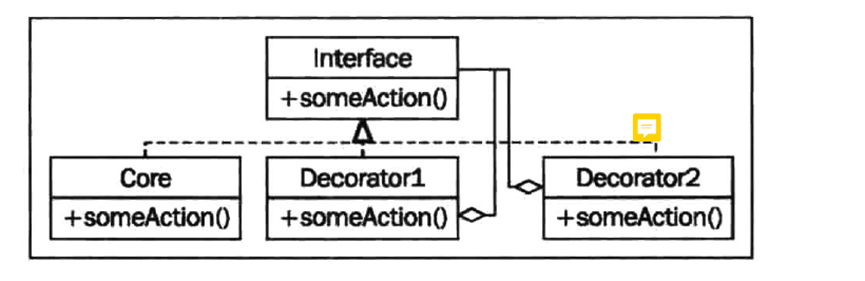 Interface
+someAction()
Core
Decorator1
Decorator2
+someAction()
+someAction()
+someAction()